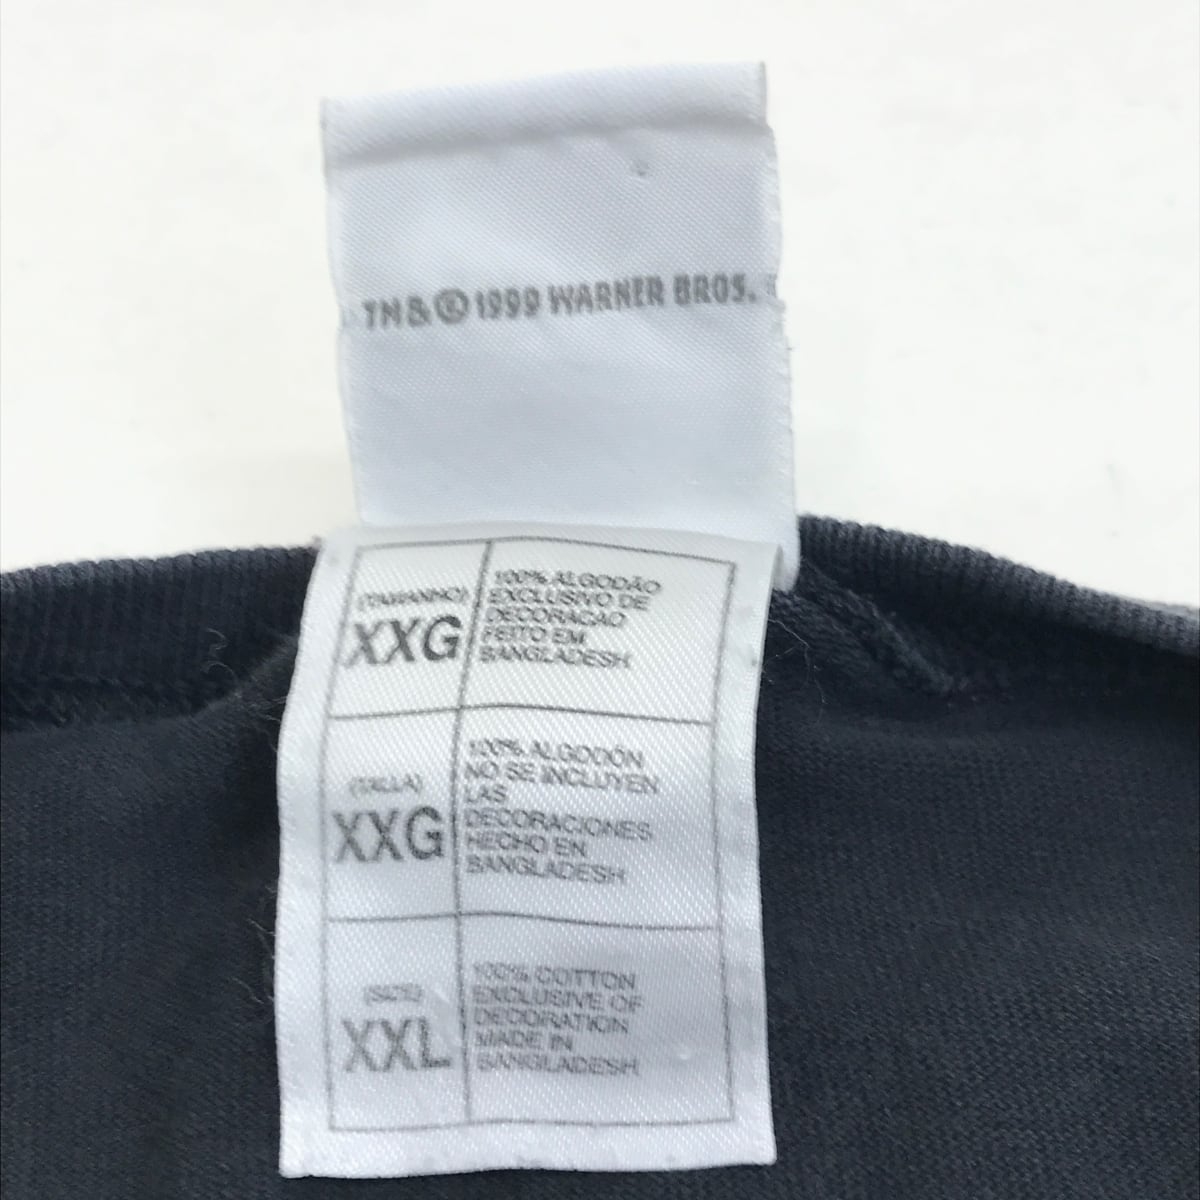 TM&©1999 WARNER BROS.
(TAMANHO)
XXG
100% ALGODÃO
EXCLUSIVO DE
DECORACAO
FEITO EM
BANGLADESH
(TALLA)
XXG
100% ALGODÓN
NO SE INCLUYEN
LAS
DECORACIONES
HECHO EN
BANGLADESH
(SIZE)
XXL
100% COTTON
EXCLUSIVE OF
DECORATION
MADE IN
BANGLADESH